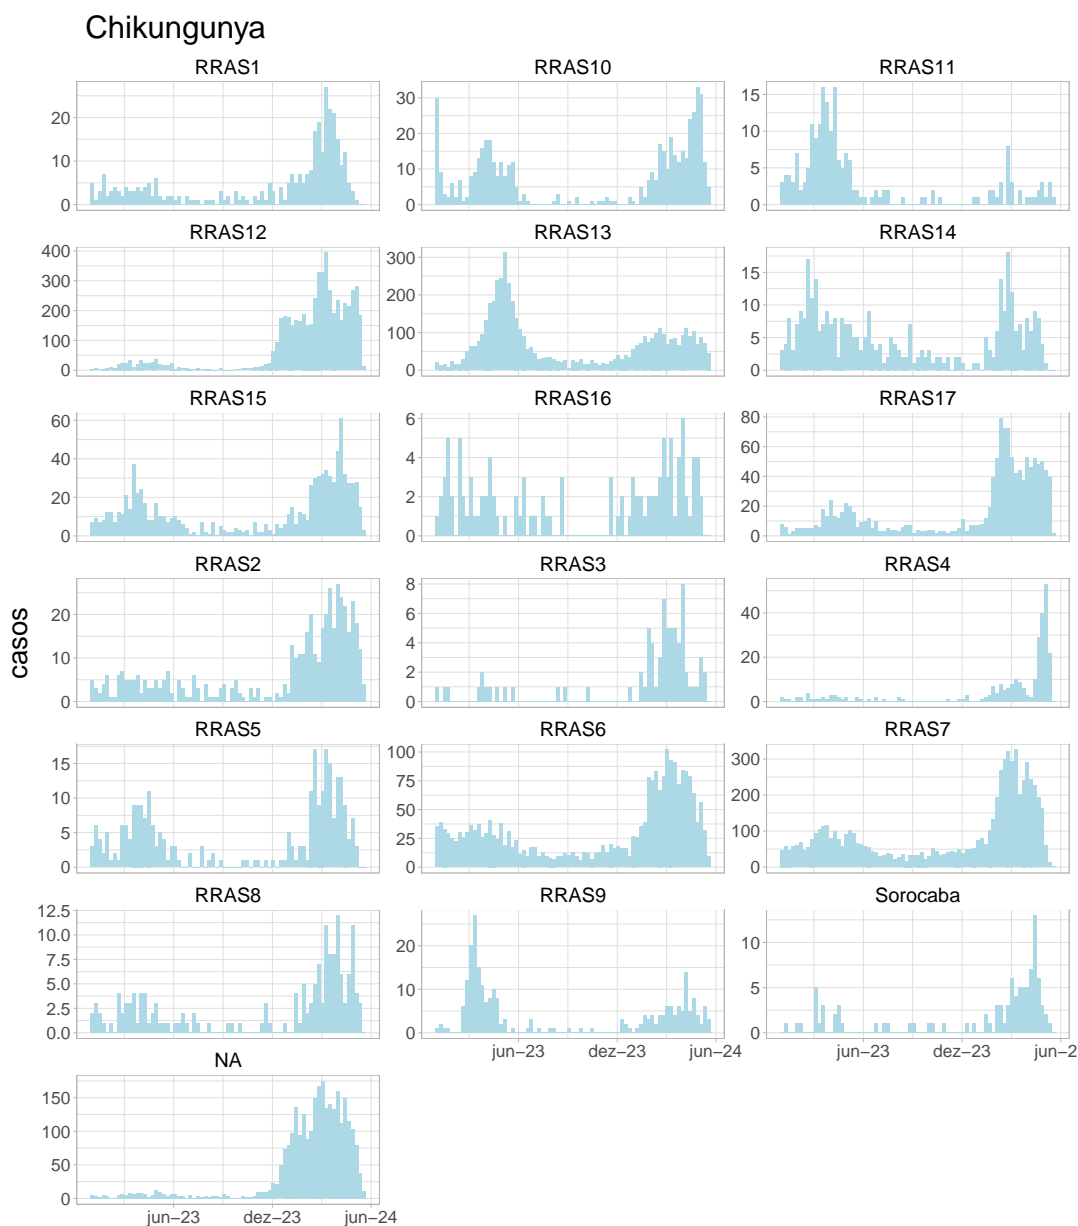 Chikungunya
RRAS1 RRAS10 RRAS11
20 30 15
10 20 10
0 10 5
0 0
RRAS12 RRAS13 RRAS14
400 300 15
300 200 10
200 100 5
100 0 0
0
RRAS15 RRAS16 RRAS17
60 6 80
40 4 60
20 2 40
0 0 20
0
RRAS2 RRAS3 RRAS4
20 8 40
10 6 20
0 4 0
2
0
casos
RRAS5 RRAS6 RRAS7
15 100 300
10 75 200
5 50 100
0 25 0
0
RRAS8 RRAS9 Sorocaba
12.5 20 10
10.0 10 5
7.5 0 0
5.0
2.5
0.0
jun−23 dez−23 jun−24 jun−23 dez−23 jun−2
NA
150
100
50
0
jun−23 dez−23 jun−24